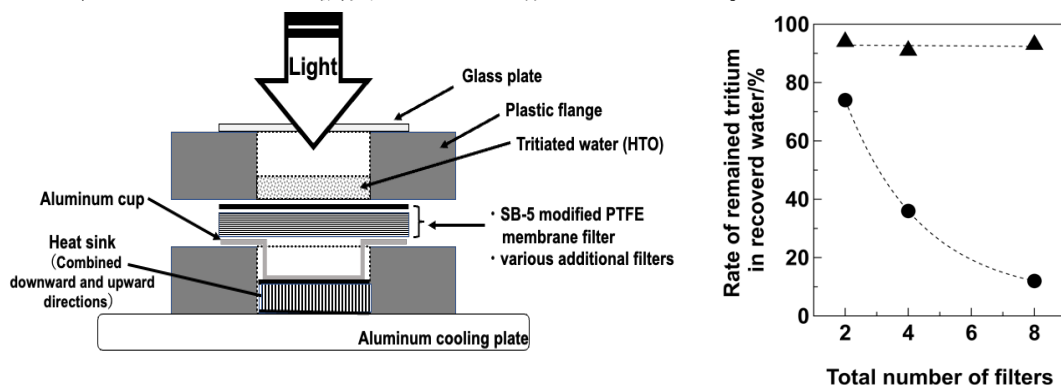 Light
Glass plate
Plastic flange
Tritiated water (HTO)
Aluminum cup
Heat sink
(Combined
downward and upward
directions)
・SB-5 modified PTFE
membrane filter
・various additional filters
Aluminum cooling plate
Rate of remained tritium
in recoverd water/%
100
80
60
40
20
0
2
4
6
8
Total number of filters